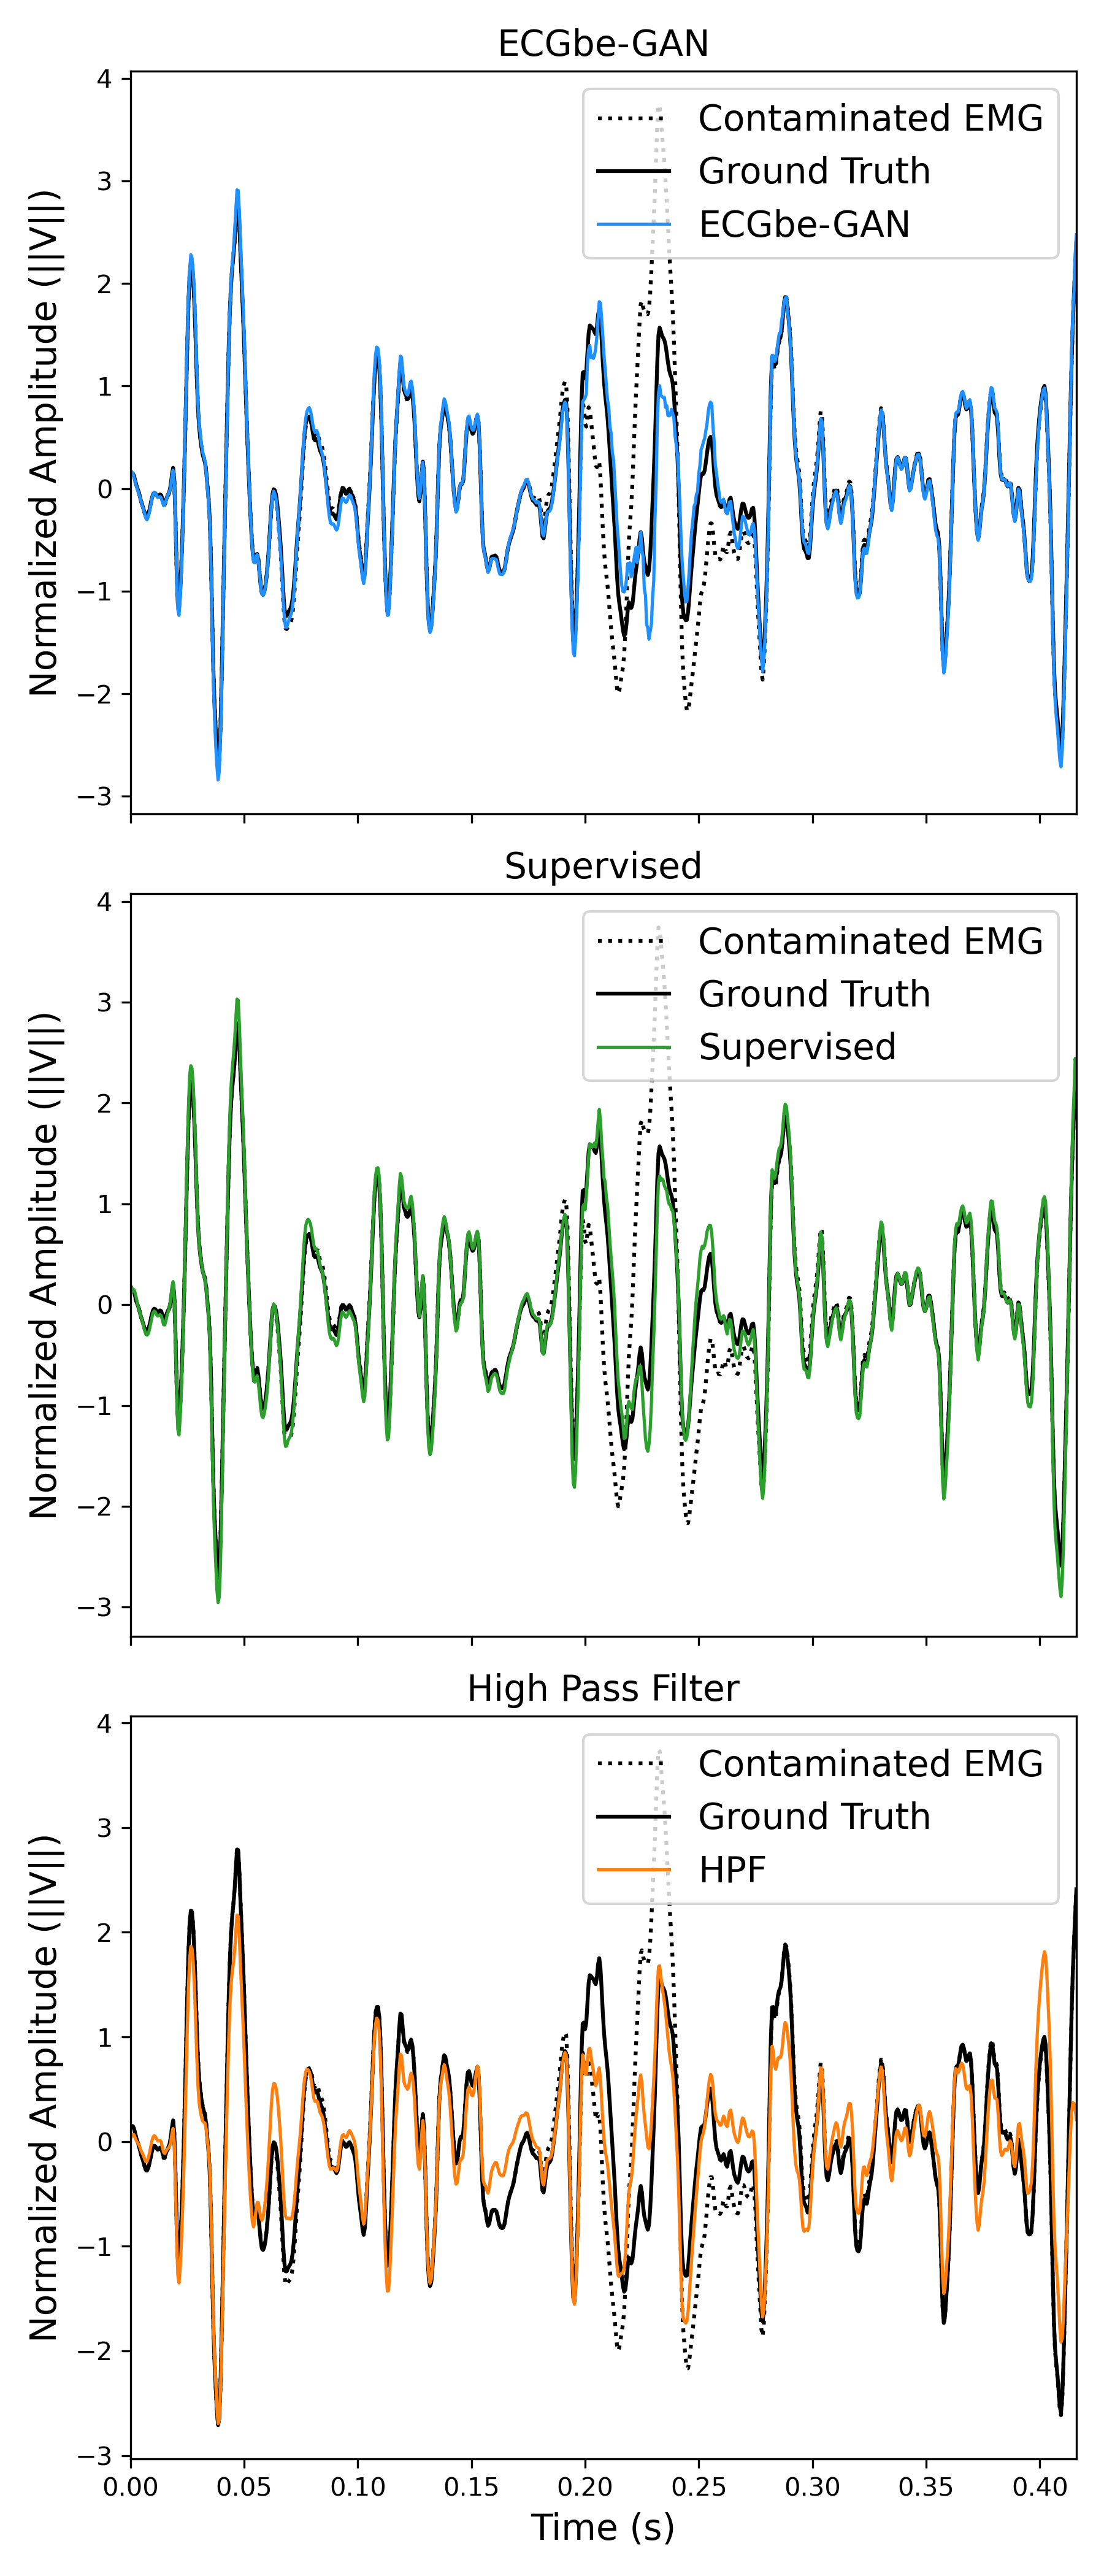 ECGbe-GAN
4
3
2
1
0
−1
−2
−3
Normalized Amplitude (||V||)
Contaminated EMG
Ground Truth
ECGbe-GAN
Supervised
4
3
2
1
0
−1
−2
−3
Normalized Amplitude (||V||)
Contaminated EMG
Ground Truth
Supervised
High Pass Filter
4
3
2
1
0
−1
−2
−3
Normalized Amplitude (||V||)
Contaminated EMG
Ground Truth
HPF
0.00 0.05 0.10 0.15 0.20 0.25 0.30 0.35 0.40
Time (s)